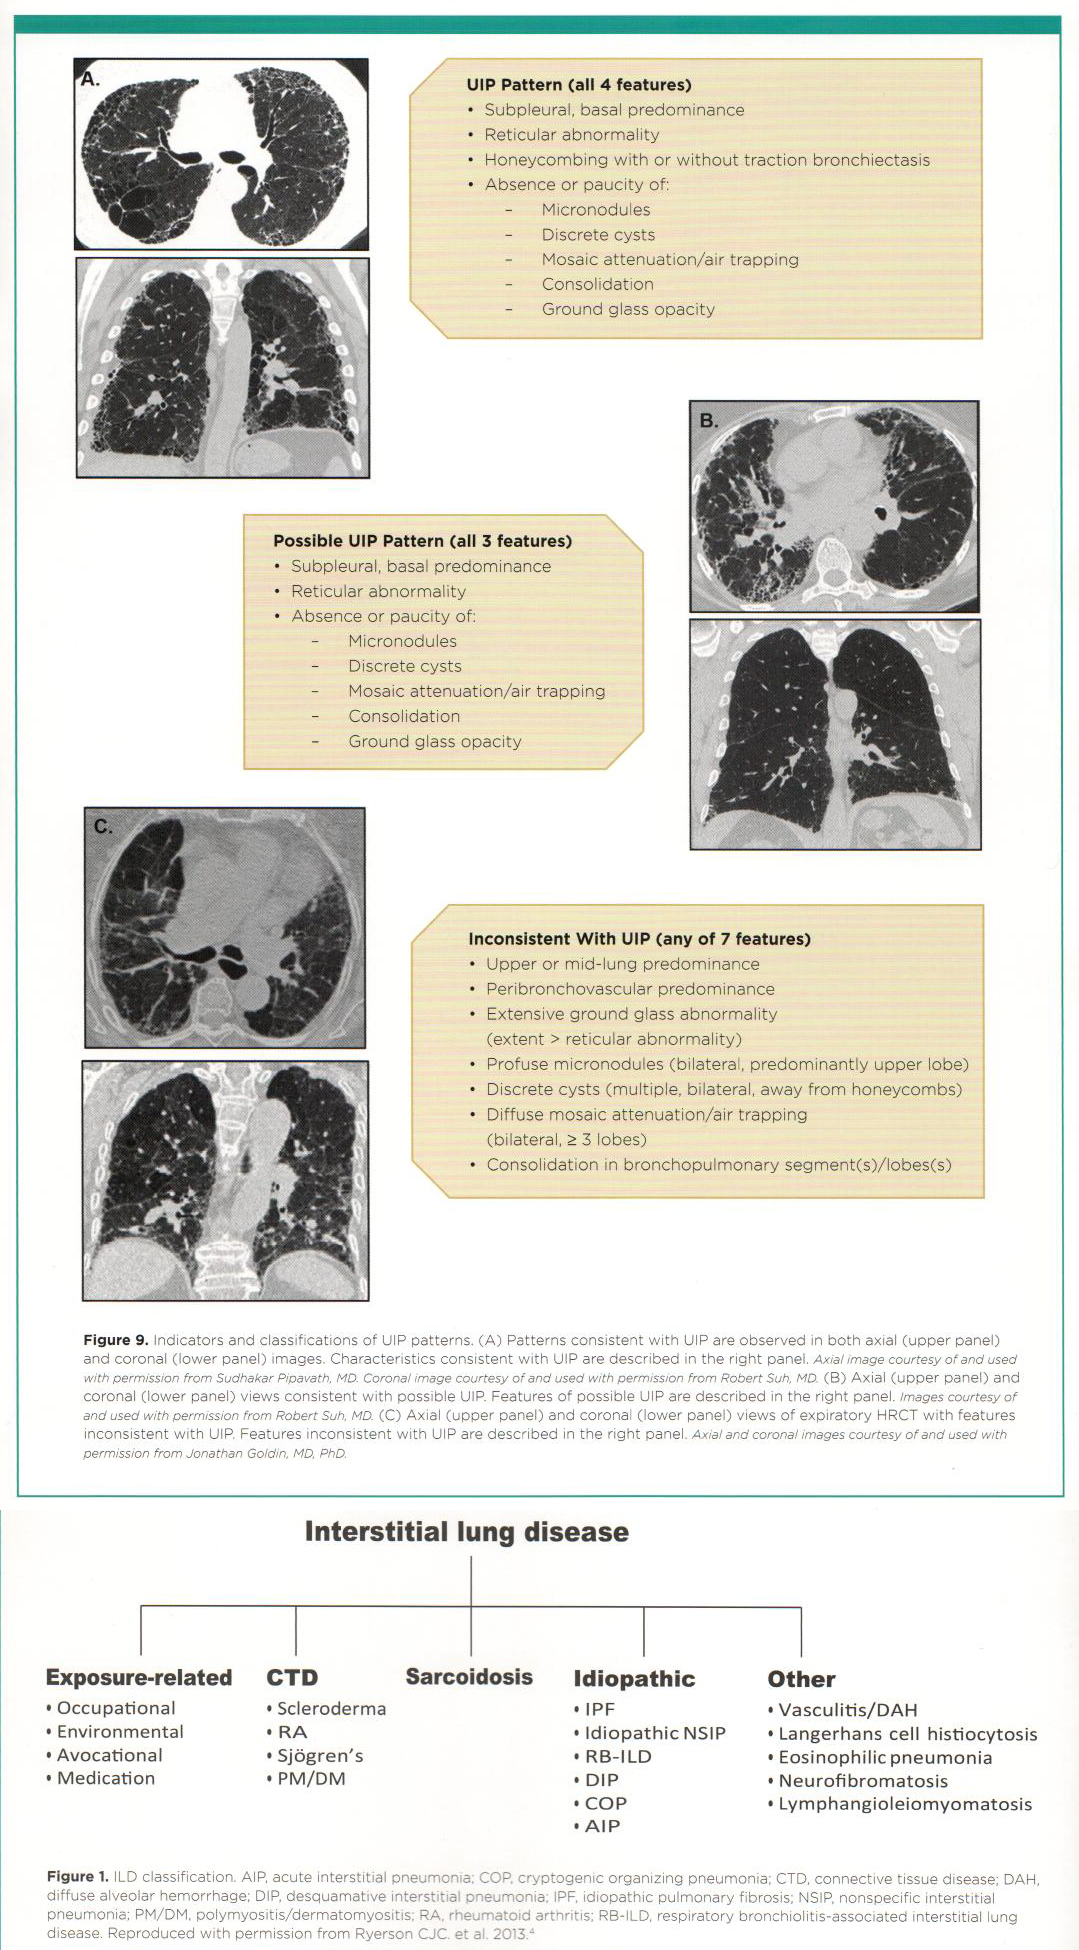 A.
UIP Pattern (all 4 features)
• Subpleural, basal predominance
• Reticular abnormality
• Honeycombing with or without traction bronchiectasis
• Absence or paucity of:
– Micronodules
– Discrete cysts
– Mosaic attenuation/air trapping
– Consolidation
– Ground glass opacity
B.
Possible UIP Pattern (all 3 features)
• Subpleural, basal predominance
• Reticular abnormality
• Absence or paucity of:
– Micronodules
– Discrete cysts
– Mosaic attenuation/air trapping
– Consolidation
– Ground glass opacity
C.
Inconsistent With UIP (any of 7 features)
• Upper or mid-lung predominance
• Peribronchovascular predominance
• Extensive ground glass abnormality
(extent > reticular abnormality)
• Profuse micronodules (bilateral, predominantly upper lobe)
• Discrete cysts (multiple, bilateral, away from honeycombs)
• Diffuse mosaic attenuation/air trapping
(bilateral, ≥ 3 lobes)
• Consolidation in bronchopulmonary segment(s)/lobes(s)
Figure 9. Indicators and classifications of UIP patterns. (A) Patterns consistent with UIP are observed in both axial (upper panel)
and coronal (lower panel) images. Characteristics consistent with UIP are described in the right panel. Axial image courtesy of and used
with permission from Sudhakar Pipavath, MD. Coronal image courtesy of and used with permission from Robert Suh, MD. (B) Axial (upper panel) and
coronal (lower panel) views consistent with possible UIP. Features of possible UIP are described in the right panel. Images courtesy of
and used with permission from Robert Suh, MD. (C) Axial (upper panel) and coronal (lower panel) views of expiratory HRCT with features
inconsistent with UIP. Features inconsistent with UIP are described in the right panel. Axial and coronal images courtesy of and used with
permission from Jonathan Goldin, MD, PhD.
Interstitial lung disease
Exposure-related
• Occupational
• Environmental
• Avocational
• Medication
CTD
• Scleroderma
• RA
• Sjögren's
• PM/DM
Sarcoidosis
Idiopathic
• IPF
• Idiopathic NSIP
• RB-ILD
• DIP
• COP
• AIP
Other
• Vasculitis/DAH
• Langerhans cell histiocytosis
• Eosinophilic pneumonia
• Neurofibromatosis
• Lymphangioleiomyomatosis
Figure 1. ILD classification. AIP, acute interstitial pneumonia; COP, cryptogenic organizing pneumonia; CTD, connective tissue disease; DAH,
diffuse alveolar hemorrhage; DIP, desquamative interstitial pneumonia; IPF, idiopathic pulmonary fibrosis; NSIP, nonspecific interstitial
pneumonia; PM/DM, polymyositis/dermatomyositis; RA, rheumatoid arthritis; RB-ILD, respiratory bronchiolitis-associated interstitial lung
disease. Reproduced with permission from Ryerson CJC. et al. 2013.⁴